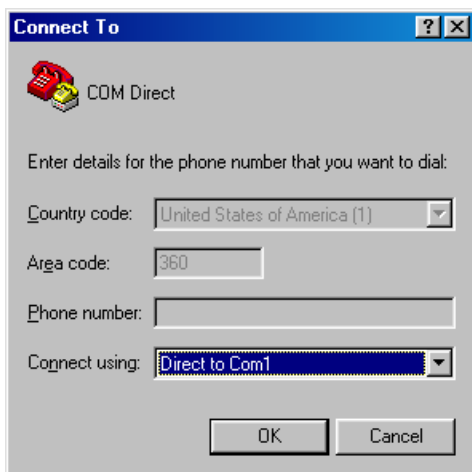 Connect To
COM Direct
Enter details for the phone number that you want to dial:
Country code: United States of America (1)
Area code: 360
Phone number:
Connect using: Direct to Com1
OK Cancel